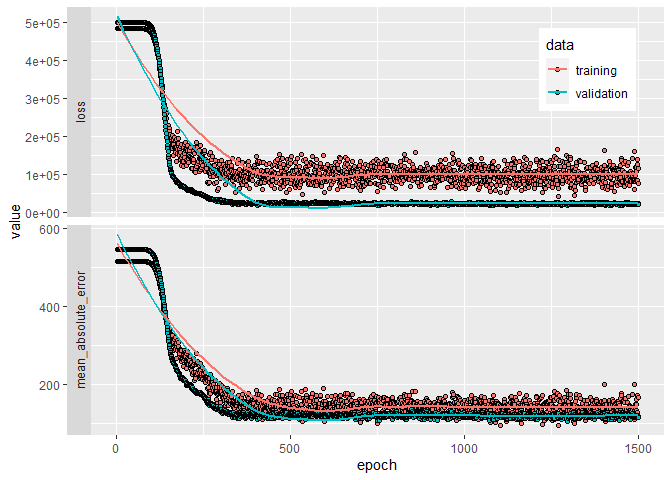 5e+05
4e+05
3e+05
2e+05
1e+05
0e+00
loss
data
training
validation
value
600
400
200
mean_absolute_error
0
500
1000
1500
epoch